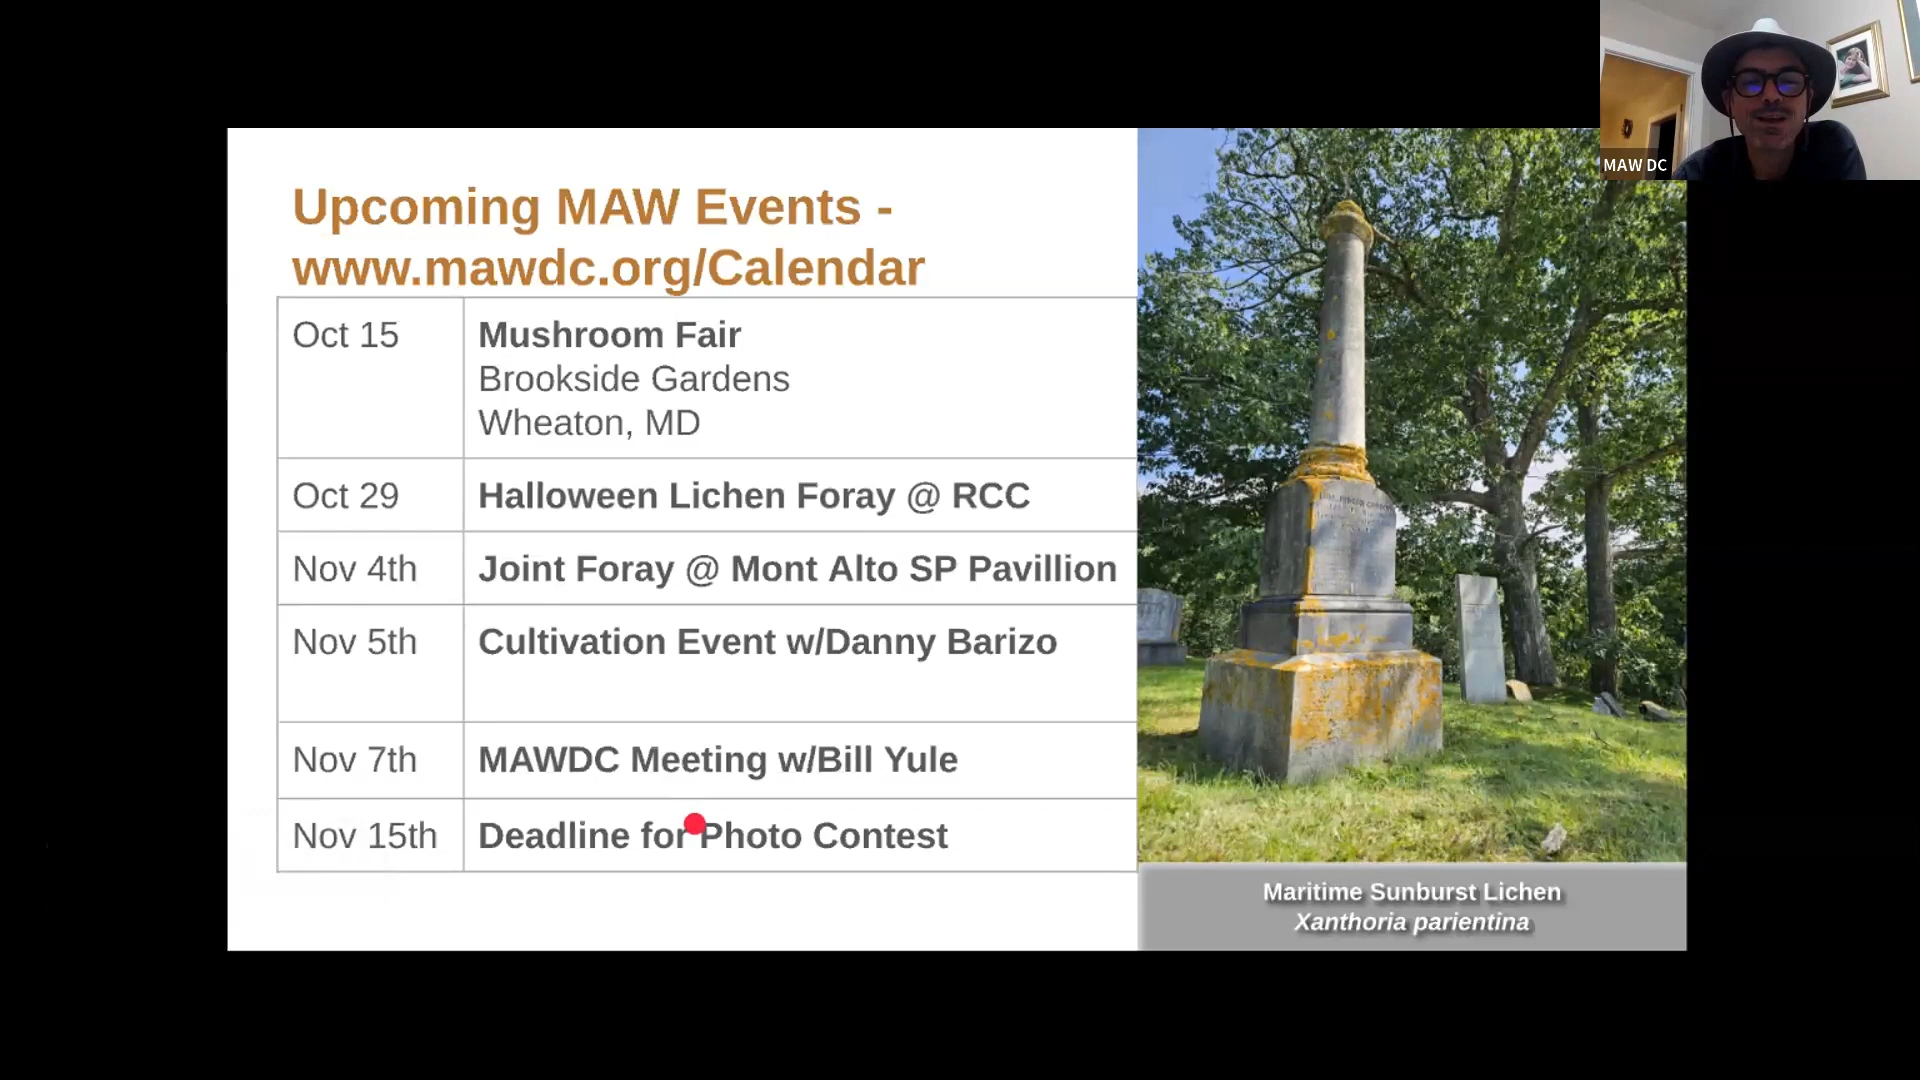 Upcoming MAW Events -
www.mawdc.org/Calendar
Oct 15
Mushroom Fair
Brookside Gardens
Wheaton, MD
Oct 29
Halloween Lichen Foray @ RCC
Nov 4th
Joint Foray @ Mont Alto SP Pavillion
Nov 5th
Cultivation Event w/Danny Barizo
Nov 7th
MAWDC Meeting w/Bill Yule
Nov 15th
Deadline for Photo Contest
Maritime Sunburst Lichen
Xanthoria parientina
MAW DC